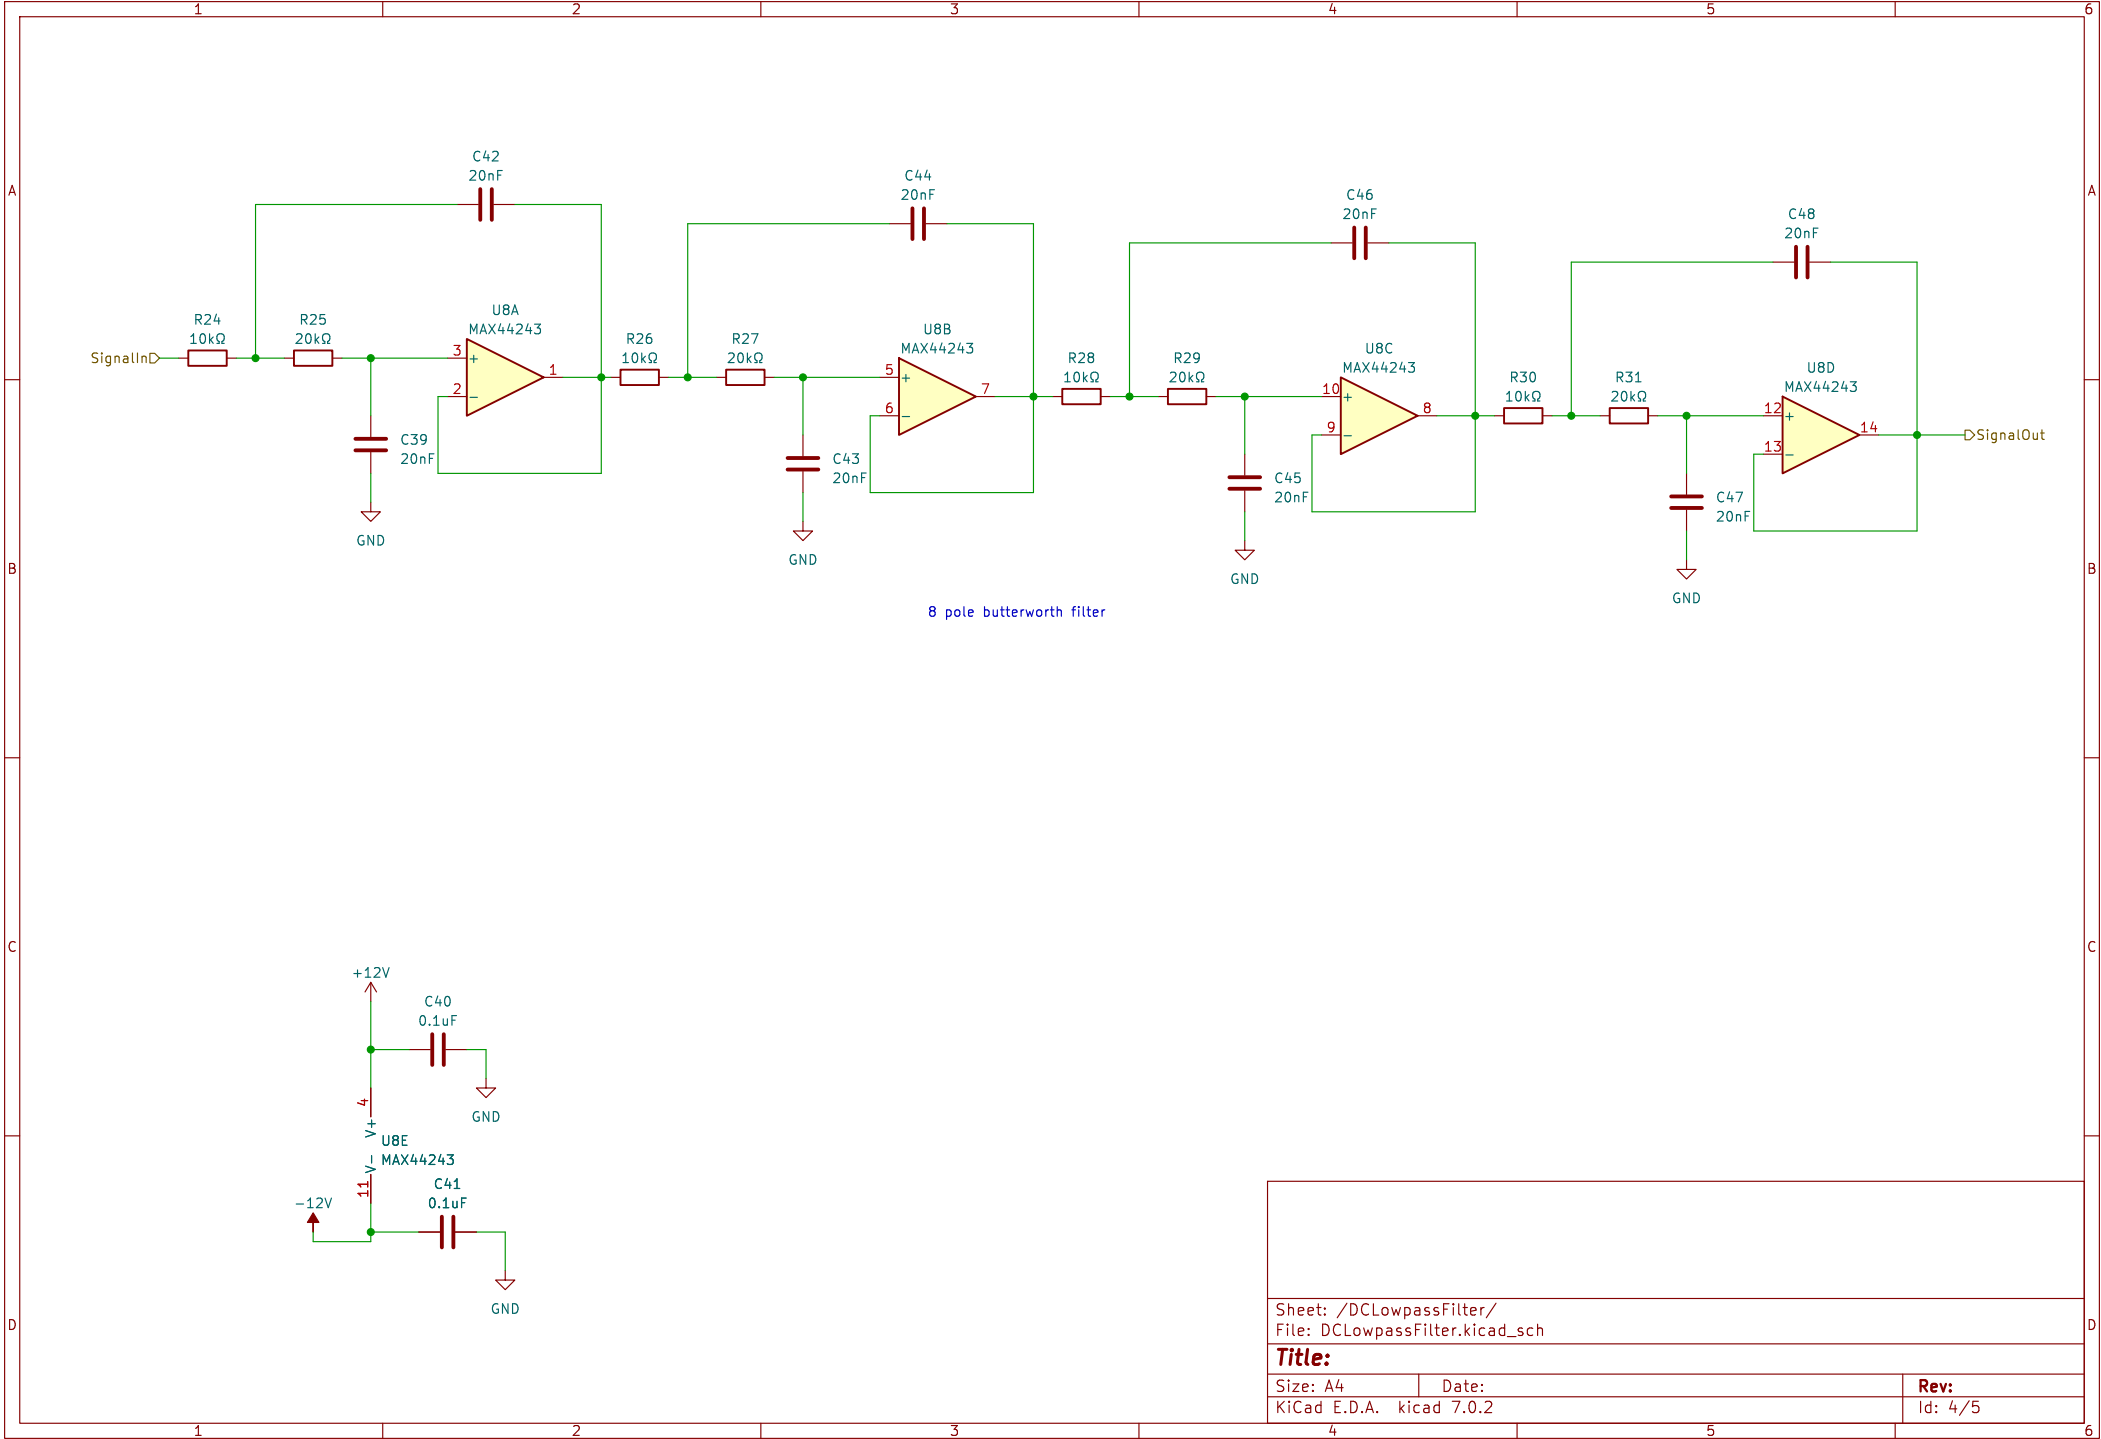 1 2 3 4 5 6
A A
B B
C C
D D
1 2 3 4 5 6
C42
20nF
C44
20nF
C46
20nF
C48
20nF
SignalIn
R24
10kΩ
R25
20kΩ
U8A
MAX44243
3
+
2
−
1
C39
20nF
GND
R26
10kΩ
R27
20kΩ
U8B
MAX44243
5
+
6
−
7
C43
20nF
GND
R28
10kΩ
R29
20kΩ
U8C
MAX44243
10
+
9
−
8
C45
20nF
GND
R30
10kΩ
R31
20kΩ
U8D
MAX44243
12
+
13
−
14
C47
20nF
GND
SignalOut
8 pole butterworth filter
+12V
C40
0.1uF
GND
4
V+
U8E
MAX44243
V-
11
C41
0.1uF
−12V
GND
Sheet: /DCLowpassFilter/
File: DCLowpassFilter.kicad_sch
Title:
Size: A4 Date: Rev:
KiCad E.D.A. kicad 7.0.2 Id: 4/5